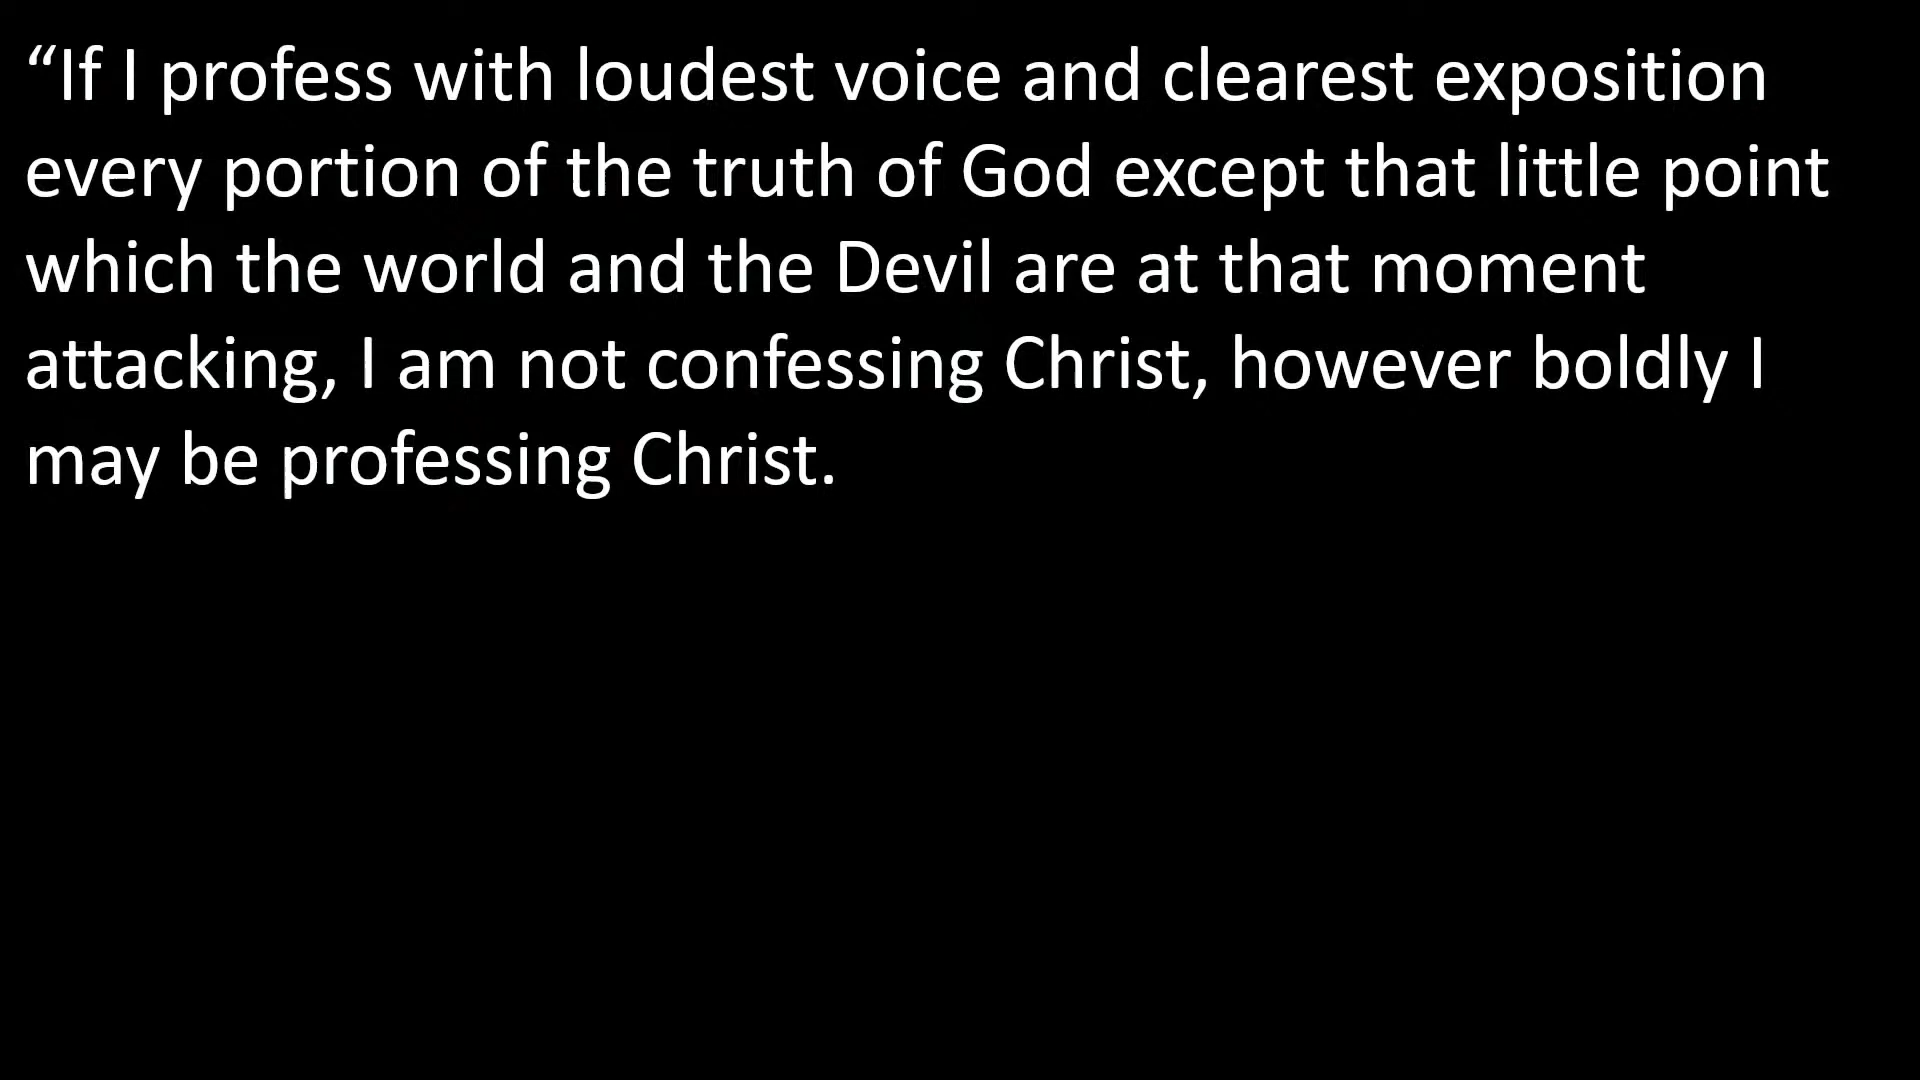 “If I profess with loudest voice and clearest exposition
every portion of the truth of God except that little point
which the world and the Devil are at that moment
attacking, I am not confessing Christ, however boldly I
may be professing Christ.